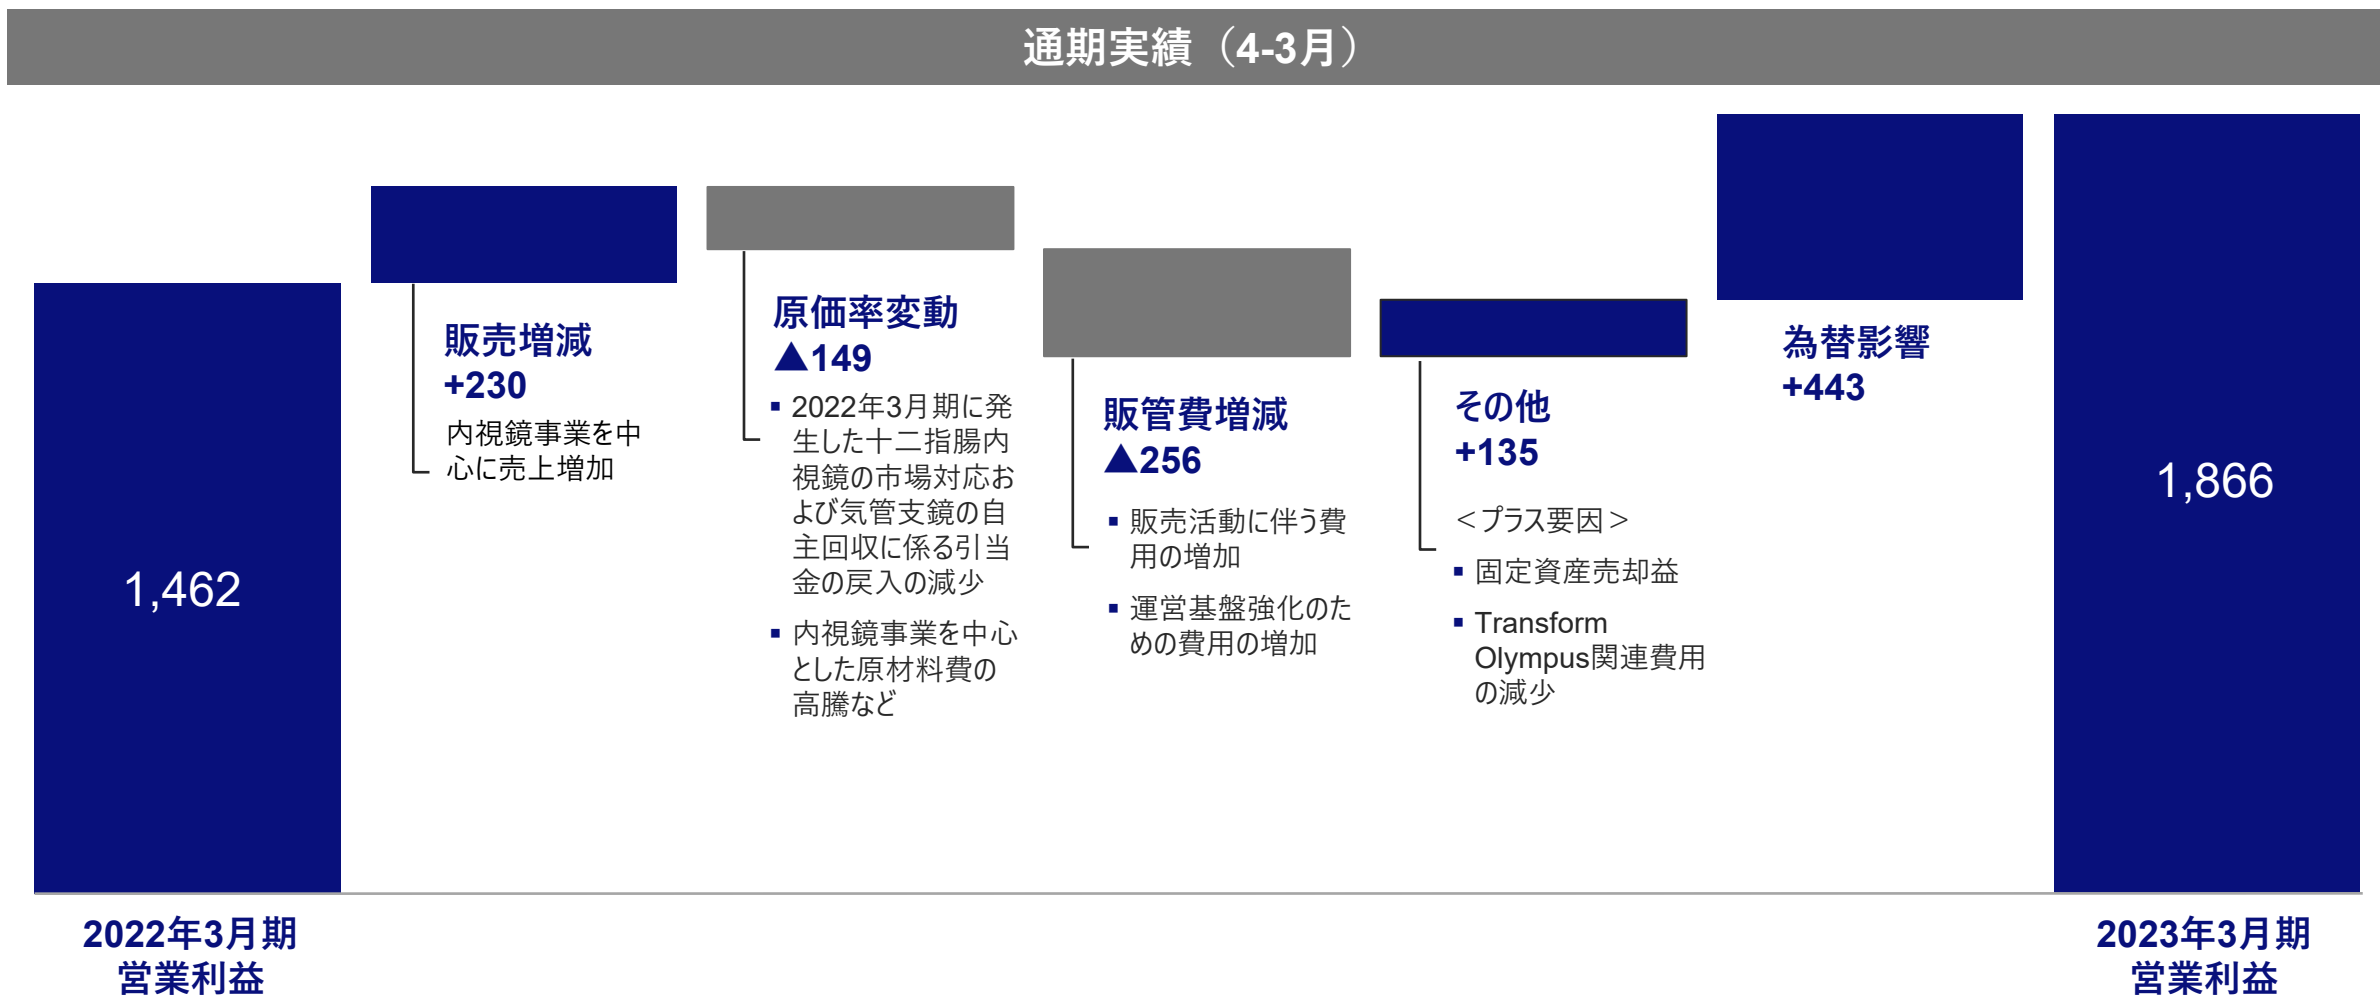 通期実績（4-3月）
1,462
2022年3月期
営業利益
販売増減
+230
内視鏡事業を中
心に売上増加
原価率変動
▲149
▪ 2022年3月期に発
生した十二指腸内
視鏡の市場対応お
よび気管支鏡の自
主回収に係る引当
金の戻入の減少
▪ 内視鏡事業を中心
とした原材料費の
高騰など
販管費増減
▲256
▪ 販売活動に伴う費
用の増加
▪ 運営基盤強化のた
めの費用の増加
その他
+135
＜プラス要因＞
▪ 固定資産売却益
▪ Transform
Olympus関連費用
の減少
為替影響
+443
1,866
2023年3月期
営業利益